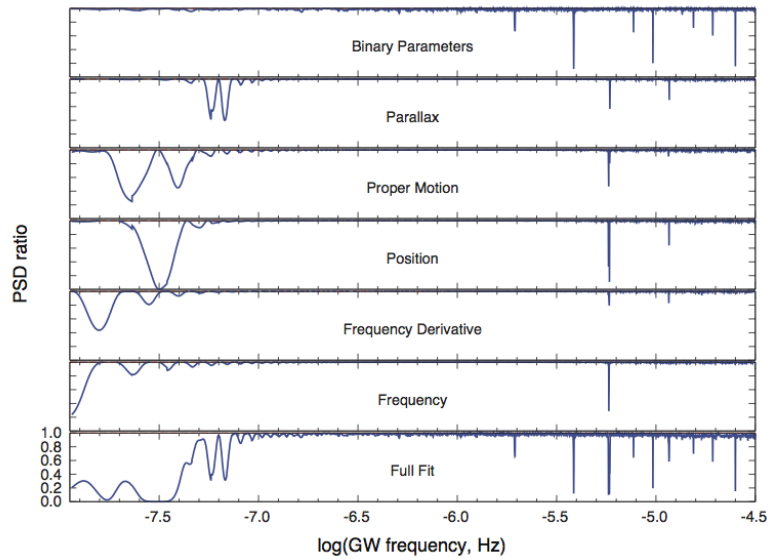 Binary Parameters
Parallax
Proper Motion
PSD ratio
Position
Frequency Derivative
Frequency
1.0
0.8
0.6
0.4
0.2
0.0
Full Fit
-7.5 -7.0 -6.5 -6.0 -5.5 -5.0 -4.5
log(GW frequency, Hz)